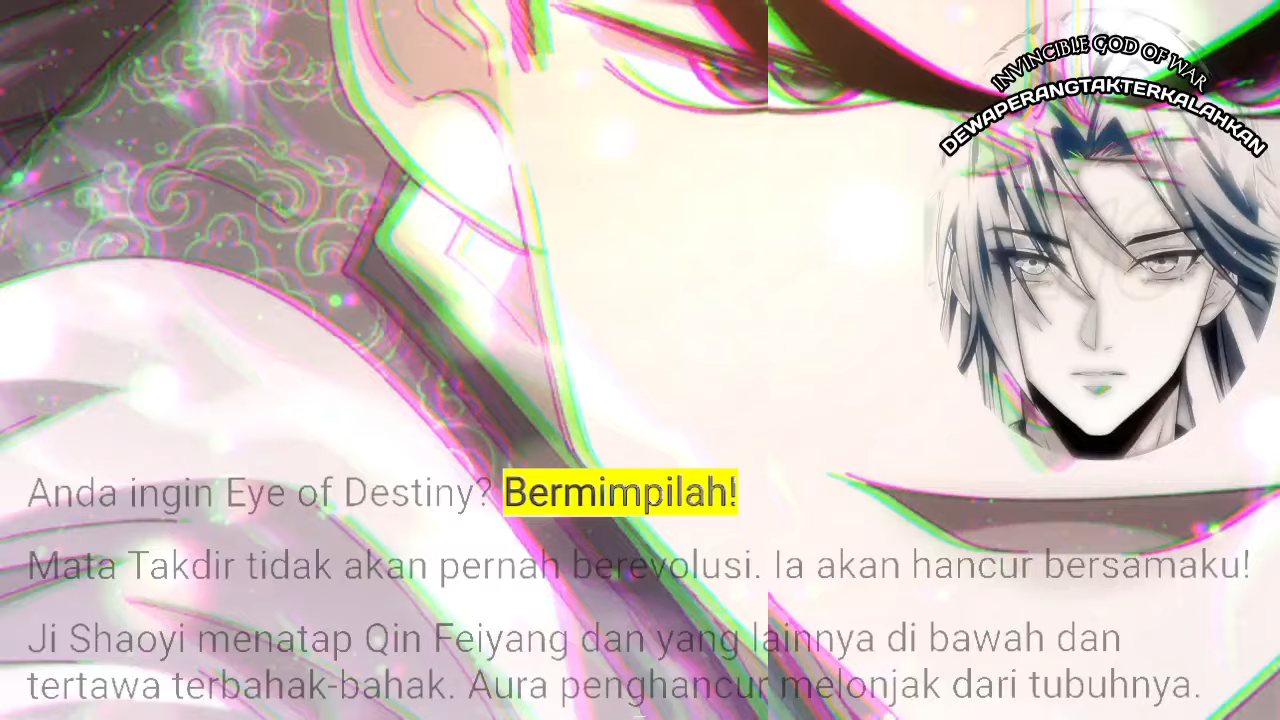 INVINCIBLE GOD OF WAR
DEWAPERANGTAKTERKALAHKAN
Anda ingin Eye of Destiny? Bermimpilah!
Mata Takdir tidak akan pernah berevolusi. Ia akan hancur bersamaku!
Ji Shaoyi menatap Qin Feiyang dan yang lainnya di bawah dan
tertawa terbahak-bahak. Aura penghancur melonjak dari tubuhnya.